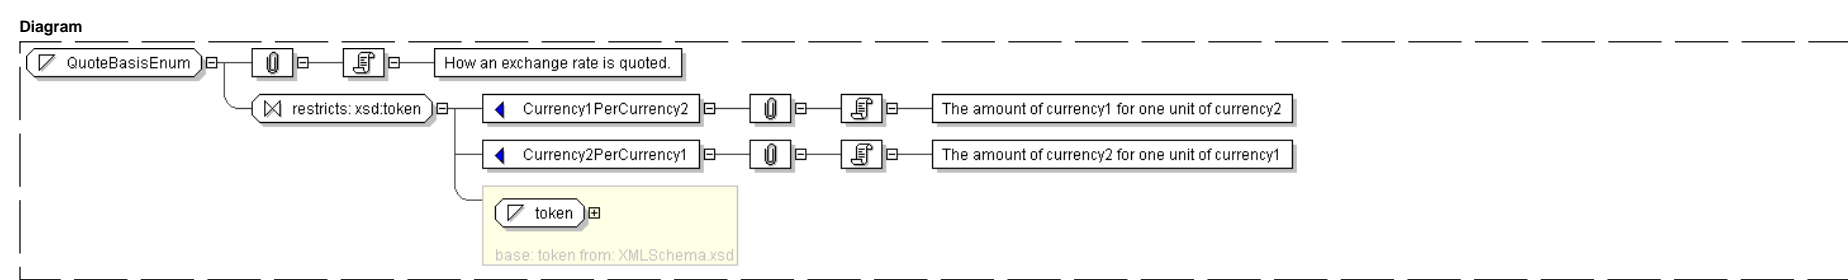 Diagram
QuoteBasisEnum
How an exchange rate is quoted.
restricts: xsd:token
Currency1PerCurrency2
The amount of currency1 for one unit of currency2
Currency2PerCurrency1
The amount of currency2 for one unit of currency1
token
base: token from: XMLSchema.xsd